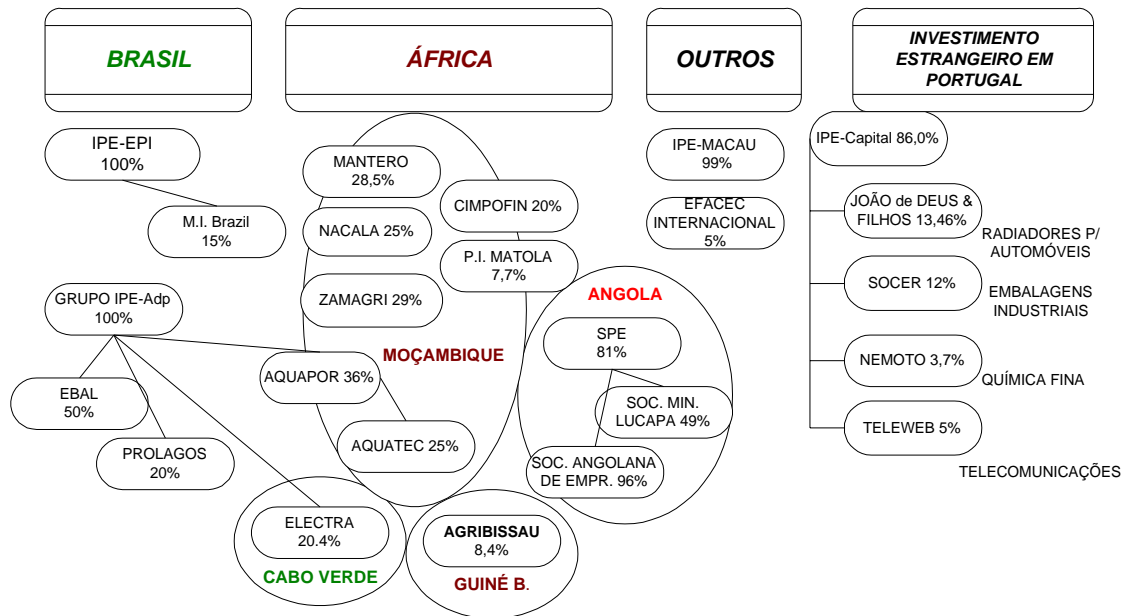 BRASIL
ÁFRICA
OUTROS
INVESTIMENTO
ESTRANGEIRO EM
PORTUGAL
IPE-EPI
100%
M.I. Brazil
15%
GRUPO IPE-Adp
100%
EBAL
50%
PROLAGOS
20%
MANTERO
28,5%
NACALA 25%
ZAMAGRI 29%
CIMPOFIN 20%
P.I. MATOLA
7,7%
MOÇAMBIQUE
AQUAPOR 36%
AQUATEC 25%
ELECTRA
20.4%
CABO VERDE
AGRIBISSAU
8,4%
GUINÉ B.
ANGOLA
SPE
81%
SOC. MIN.
LUCAPA 49%
SOC. ANGOLANA
DE EMPR. 96%
IPE-MACAU
99%
EFACEC
INTERNACIONAL
5%
IPE-Capital 86,0%
JOÃO de DEUS &
FILHOS 13,46%
RADIADORES P/
AUTOMÓVEIS
SOCER 12%
EMBALAGENS
INDUSTRIAIS
NEMOTO 3,7%
QUÍMICA FINA
TELEWEB 5%
TELECOMUNICAÇÕES